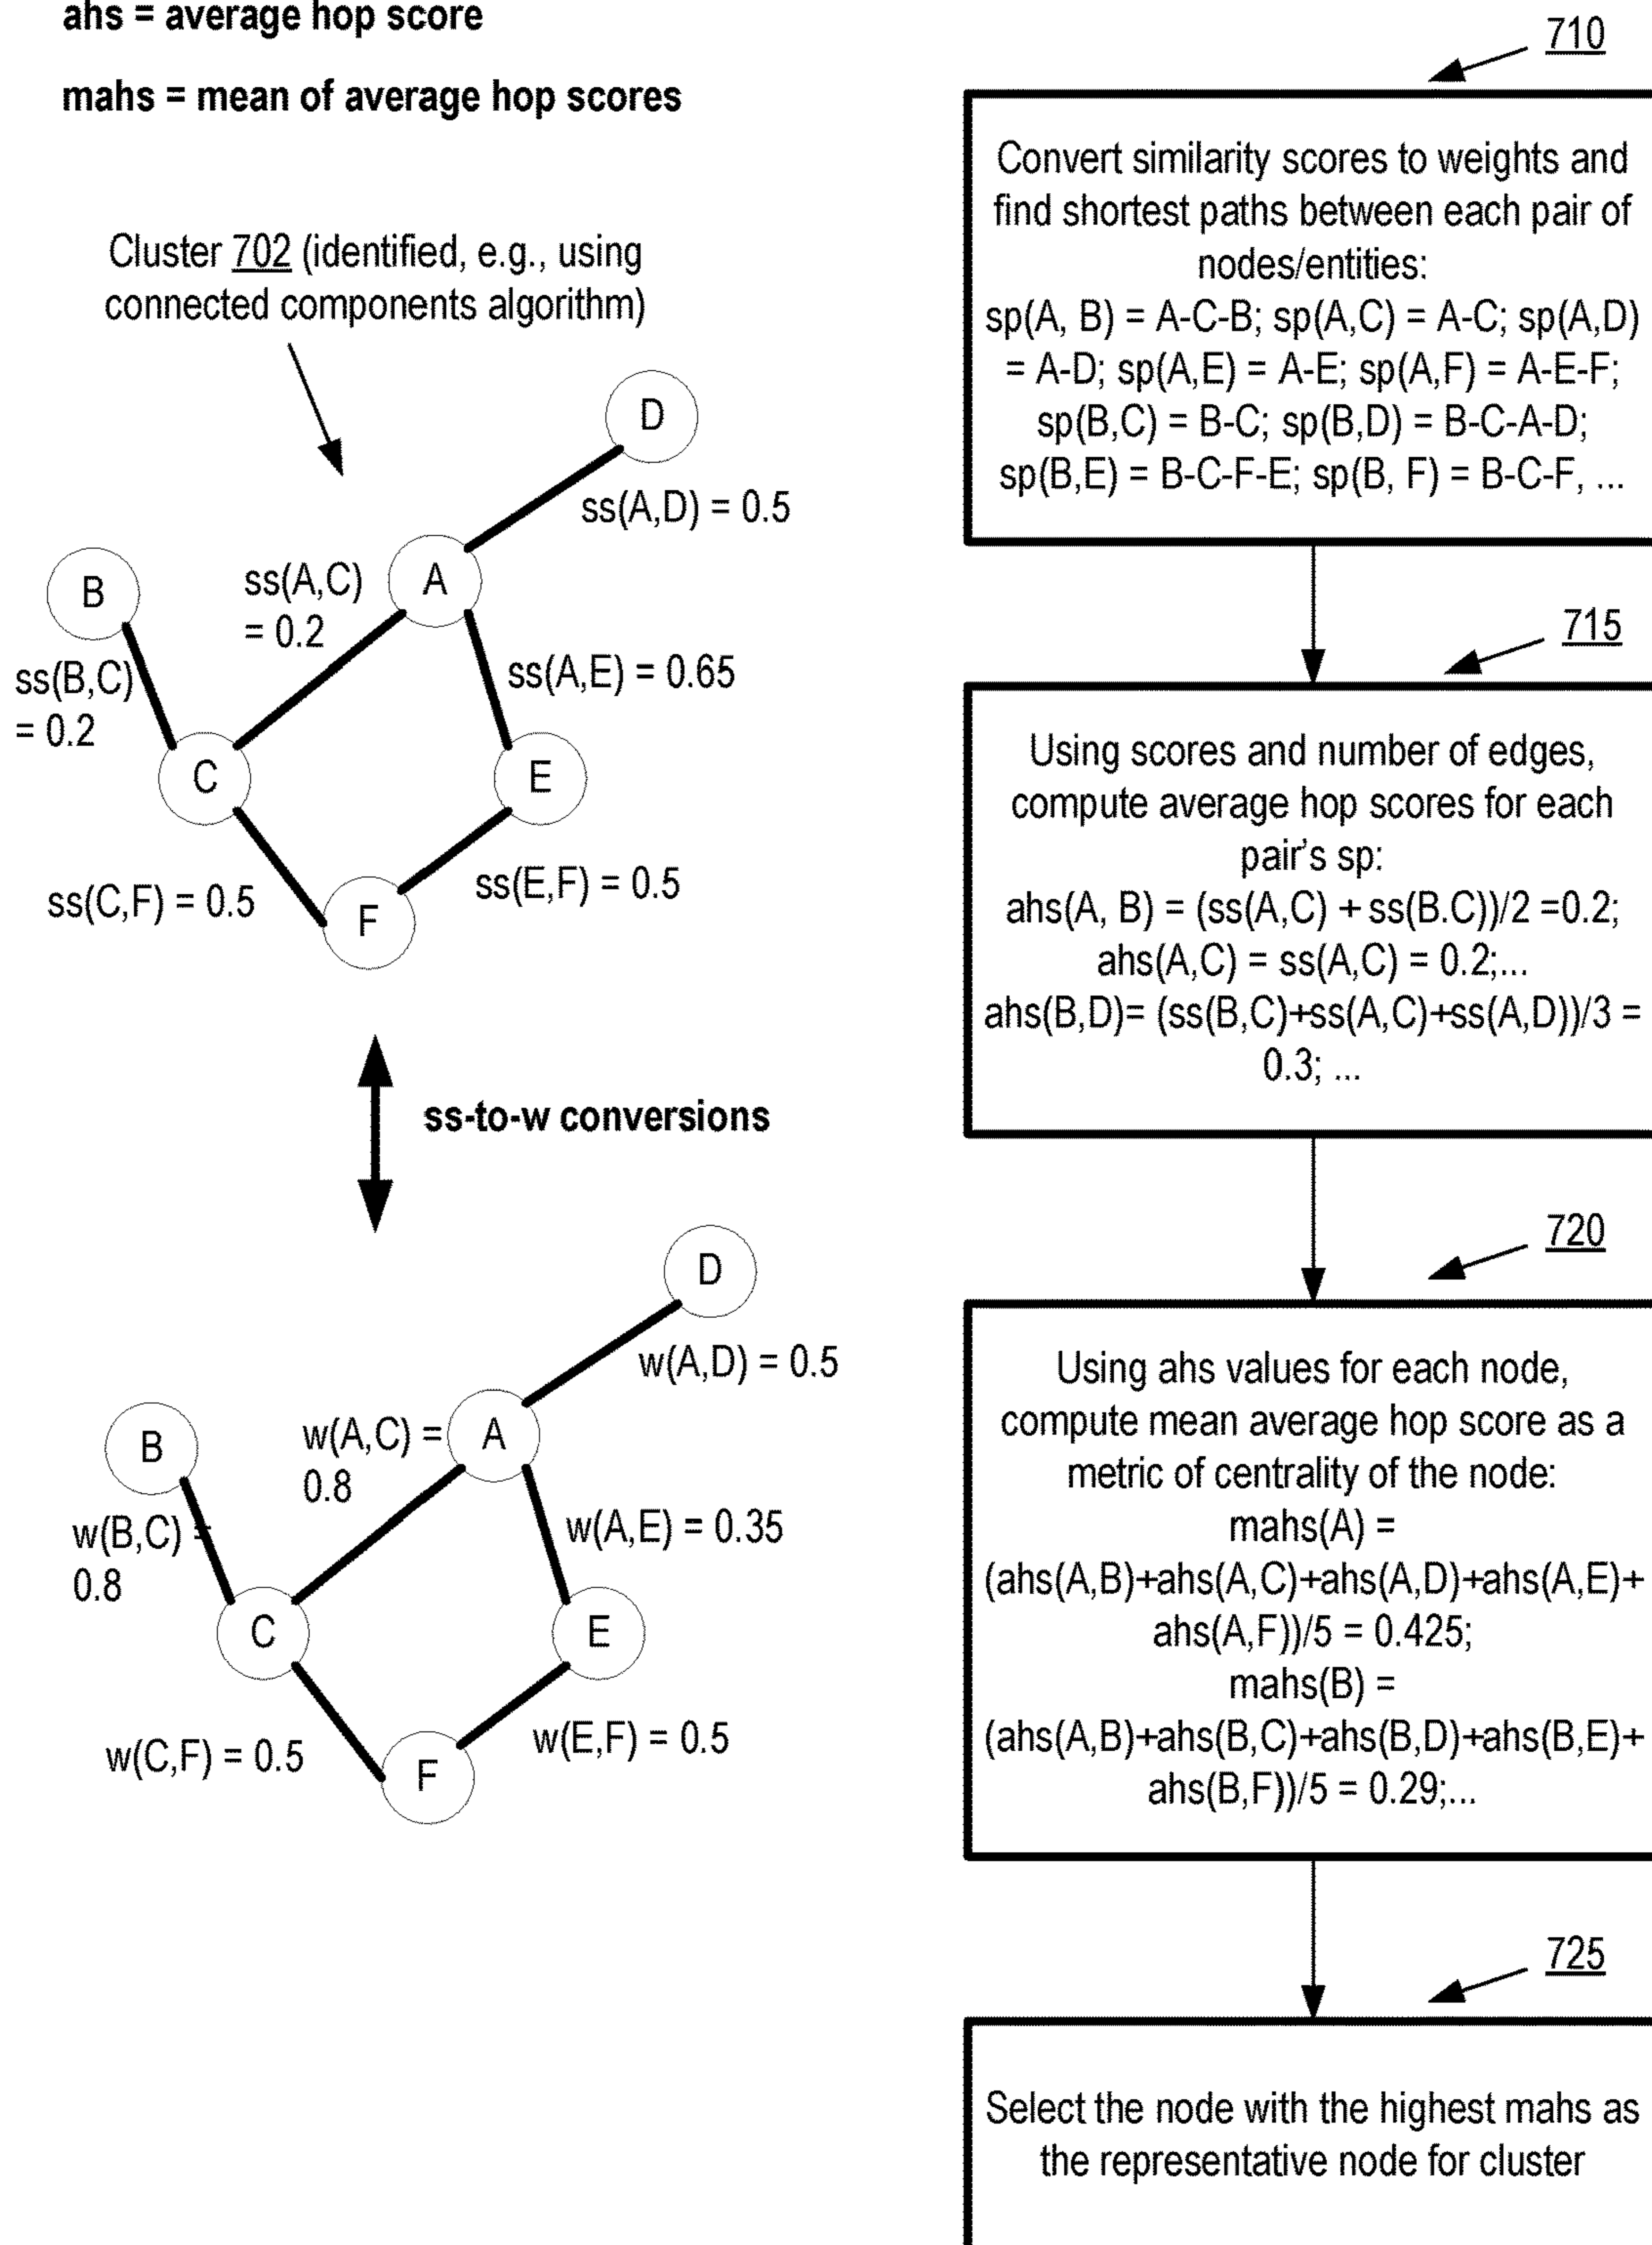 ahs = average hop score
mahs = mean of average hop scores
Cluster 702 (identified, e.g., using
connected components algorithm)
D
ss(A,D) = 0.5
A
B
ss(A,C)
= 0.2
ss(B,C)
= 0.2
ss(A,E) = 0.65
C
E
ss(C,F) = 0.5
ss(E,F) = 0.5
F
ss-to-w conversions
D
w(A,D) = 0.5
A
B
w(A,C) =
0.8
w(B,C) =
0.8
w(A,E) = 0.35
C
E
w(C,F) = 0.5
w(E,F) = 0.5
F
710
Convert similarity scores to weights and
find shortest paths between each pair of
nodes/entities:
sp(A, B) = A-C-B; sp(A,C) = A-C; sp(A,D)
= A-D; sp(A,E) = A-E; sp(A,F) = A-E-F;
sp(B,C) = B-C; sp(B,D) = B-C-A-D;
sp(B,E) = B-C-F-E; sp(B, F) = B-C-F, ...
715
Using scores and number of edges,
compute average hop scores for each
pair's sp:
ahs(A, B) = (ss(A,C) + ss(B.C))/2 =0.2;
ahs(A,C) = ss(A,C) = 0.2;...
ahs(B,D)= (ss(B,C)+ss(A,C)+ss(A,D))/3 =
0.3; ...
720
Using ahs values for each node,
compute mean average hop score as a
metric of centrality of the node:
mahs(A) =
(ahs(A,B)+ahs(A,C)+ahs(A,D)+ahs(A,E)+
ahs(A,F))/5 = 0.425;
mahs(B) =
(ahs(A,B)+ahs(B,C)+ahs(B,D)+ahs(B,E)+
ahs(B,F))/5 = 0.29;...
725
Select the node with the highest mahs as
the representative node for cluster